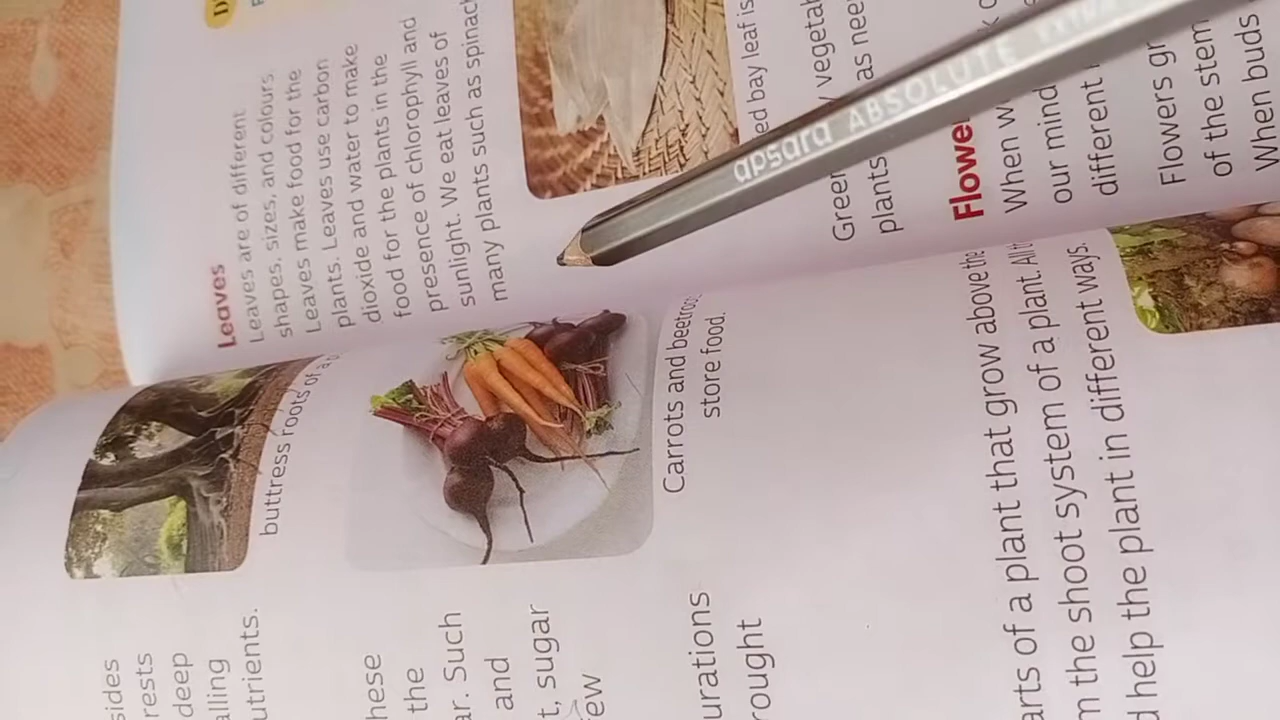 sides
rests
deep
alling
utrients.
buttress roots of a
hese
the
ar. Such
and
t, sugar
ew
Carrots and beetroo
store food.
urations
rought
arts of a plant that grow above the
m the shoot system of a plant. All t
d help the plant in different ways.
Leaves
Leaves are of different
shapes, sizes, and colours.
Leaves make food for the
plants. Leaves use carbon
dioxide and water to make
food for the plants in the
presence of chlorophyll and
sunlight. We eat leaves of
many plants such as spinach
ed bay leaf is
Green
vegetab
plants
as nee
Flower
When w
our mind
different
Flowers gr
of the stem
When buds
apsara ABSOLUTE